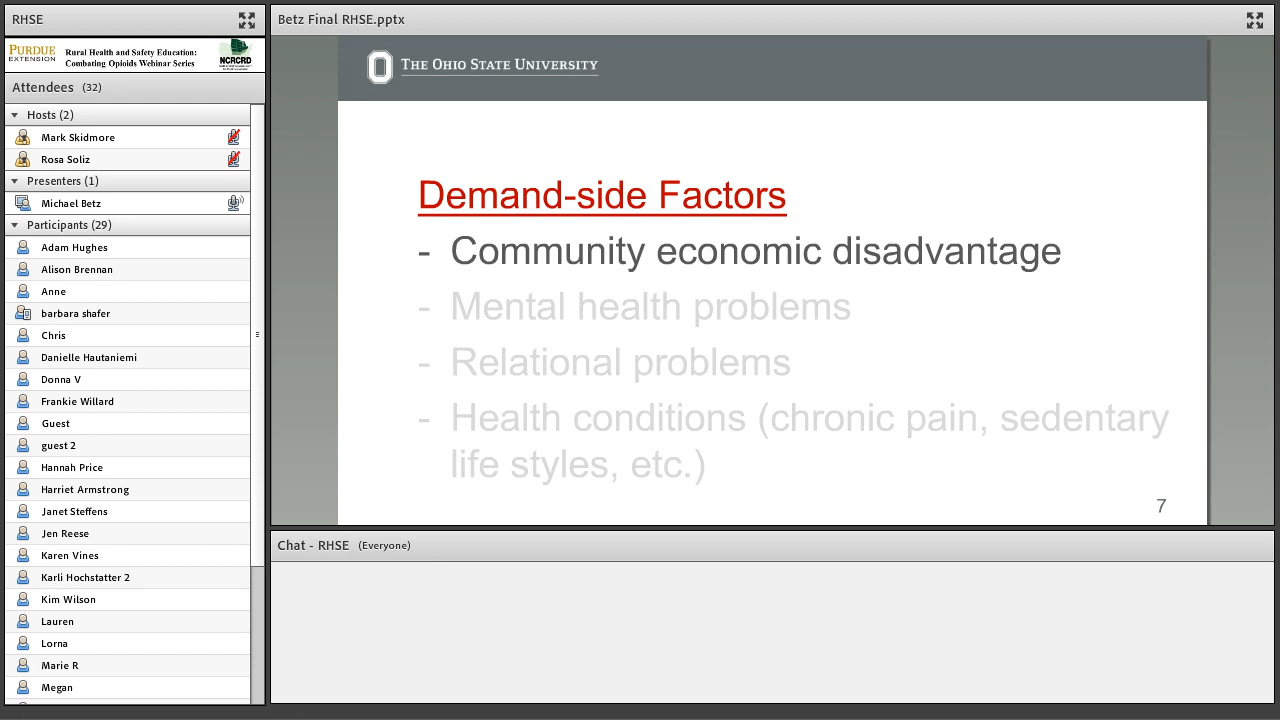 RHSE
PURDUE
EXTENSION
Rural Health and Safety Education:
Combating Opioids Webinar Series
NCRCRD
Attendees (32)
Hosts (2)
Mark Skidmore
Rosa Soliz
Presenters (1)
Michael Betz
Participants (29)
Adam Hughes
Alison Brennan
Anne
barbara shafer
Chris
Danielle Hautaniemi
Donna V
Frankie Willard
Guest
guest 2
Hannah Price
Harriet Armstrong
Janet Steffens
Jen Reese
Karen Vines
Karli Hochstatter 2
Kim Wilson
Lauren
Lorna
Marie R
Megan
Betz Final RHSE.pptx
THE OHIO STATE UNIVERSITY
Demand-side Factors
- Community economic disadvantage
- Mental health problems
- Relational problems
- Health conditions (chronic pain, sedentary
life styles, etc.)
7
Chat - RHSE (Everyone)